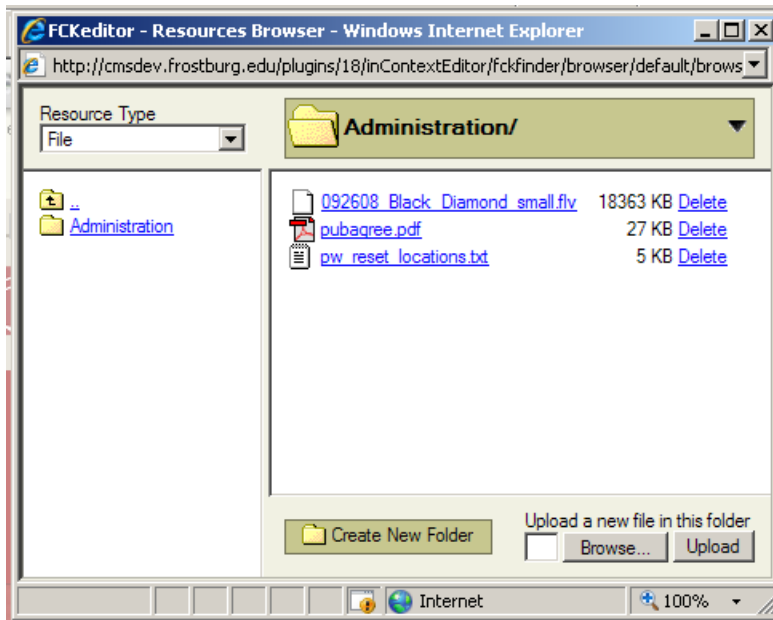 FCKeditor - Resources Browser - Windows Internet Explorer
http://cmsdev.frostburg.edu/plugins/18/inContextEditor/fckfinder/browser/default/brows
Resource Type
File
Administration/
..
Administration
092608_Black_Diamond_small.flv 18363 KB Delete
pubagree.pdf 27 KB Delete
pw_reset_locations.txt 5 KB Delete
Create New Folder
Upload a new file in this folder
Browse... Upload
Internet 100%